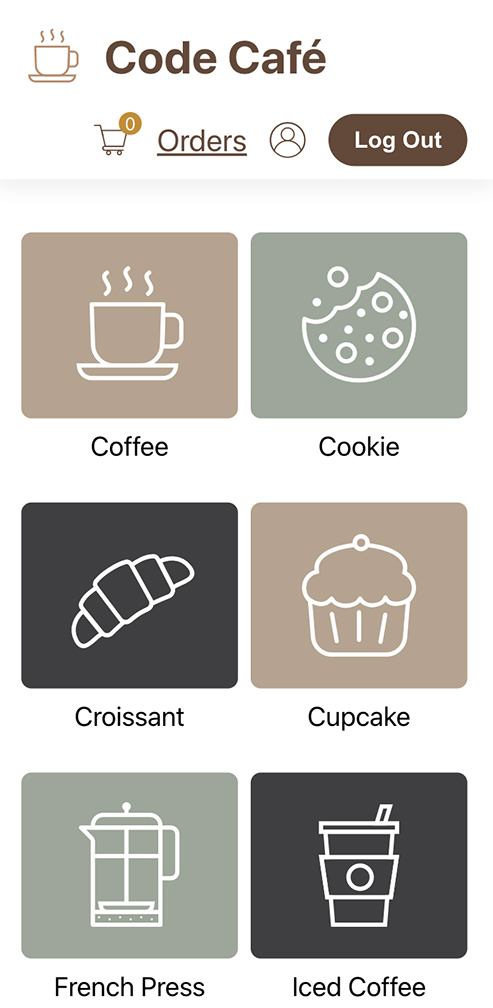 Code Café
0
Orders
Log Out
Coffee
Cookie
Croissant
Cupcake
French Press
Iced Coffee